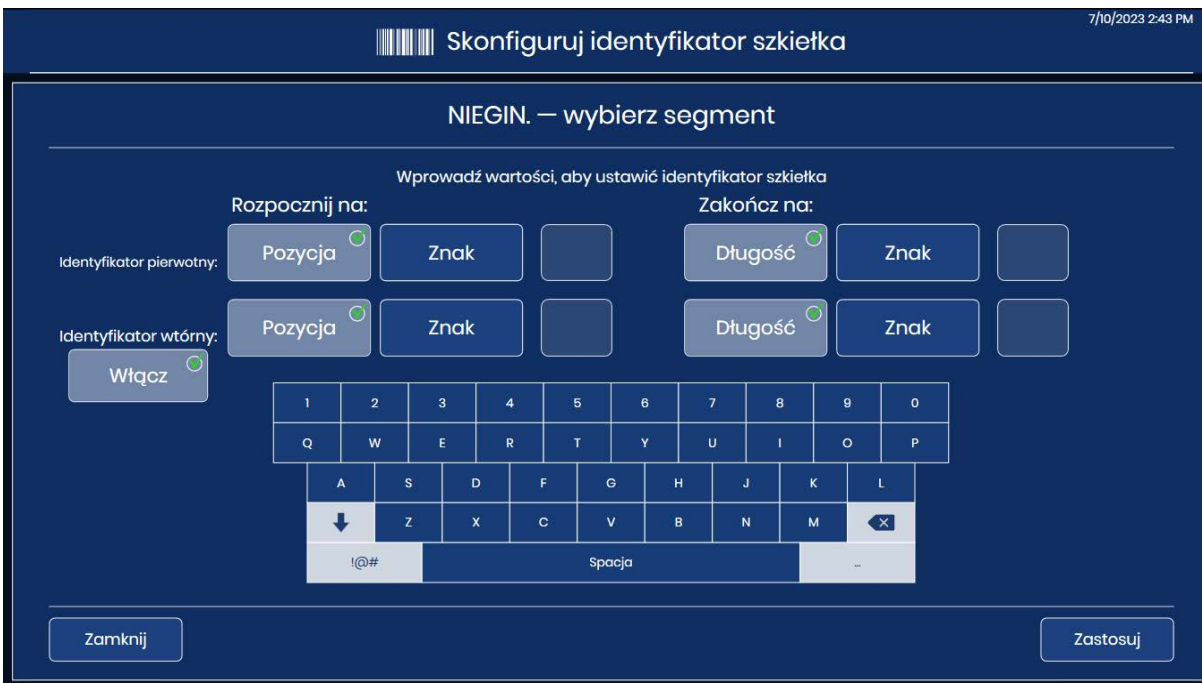 7/10/2023 2:43 PM
Skonfiguruj identyfikator szkiełka
NIEGIN. — wybierz segment
Wprowadź wartości, aby ustawić identyfikator szkiełka
Rozpocznij na: Zakończ na:
Identyfikator pierwotny: Pozycja Znak Długość Znak
Identyfikator wtórny: Pozycja Znak Długość Znak
Włącz
1 2 3 4 5 6 7 8 9 0
Q W E R T Y U I O P
A S D F G H J K L
Z X C V B N M
!@# Spacja ...
Zamknij Zastosuj